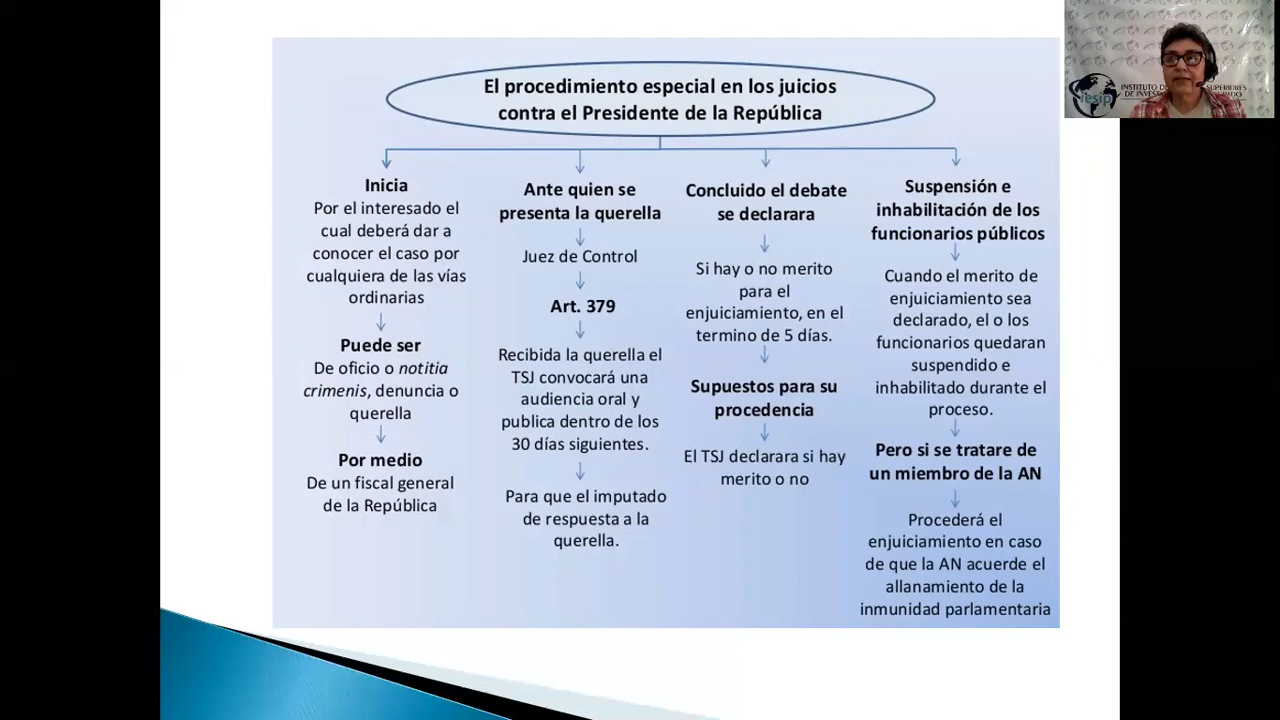 El procedimiento especial en los juicios
contra el Presidente de la República
Inicia
Por el interesado el
cual deberá dar a
conocer el caso por
cualquiera de las vías
ordinarias
Puede ser
De oficio o notitia
crimenis, denuncia o
querella
Por medio
De un fiscal general
de la República
Ante quien se
presenta la querella
Juez de Control
Art. 379
Recibida la querella el
TSJ convocará una
audiencia oral y
publica dentro de los
30 días siguientes.
Para que el imputado
de respuesta a la
querella.
Concluido el debate
se declarara
Si hay o no merito
para el
enjuiciamiento, en el
termino de 5 días.
Supuestos para su
procedencia
El TSJ declarara si hay
merito o no
Suspensión e
inhabilitación de los
funcionarios públicos
Cuando el merito de
enjuiciamiento sea
declarado, el o los
funcionarios quedaran
suspendido e
inhabilitado durante el
proceso.
Pero si se tratare de
un miembro de la AN
Procederá el
enjuiciamiento en caso
de que la AN acuerde el
allanamiento de la
inmunidad parlamentaria
iesip
INSTITUTO DE SUPERIORES
DE